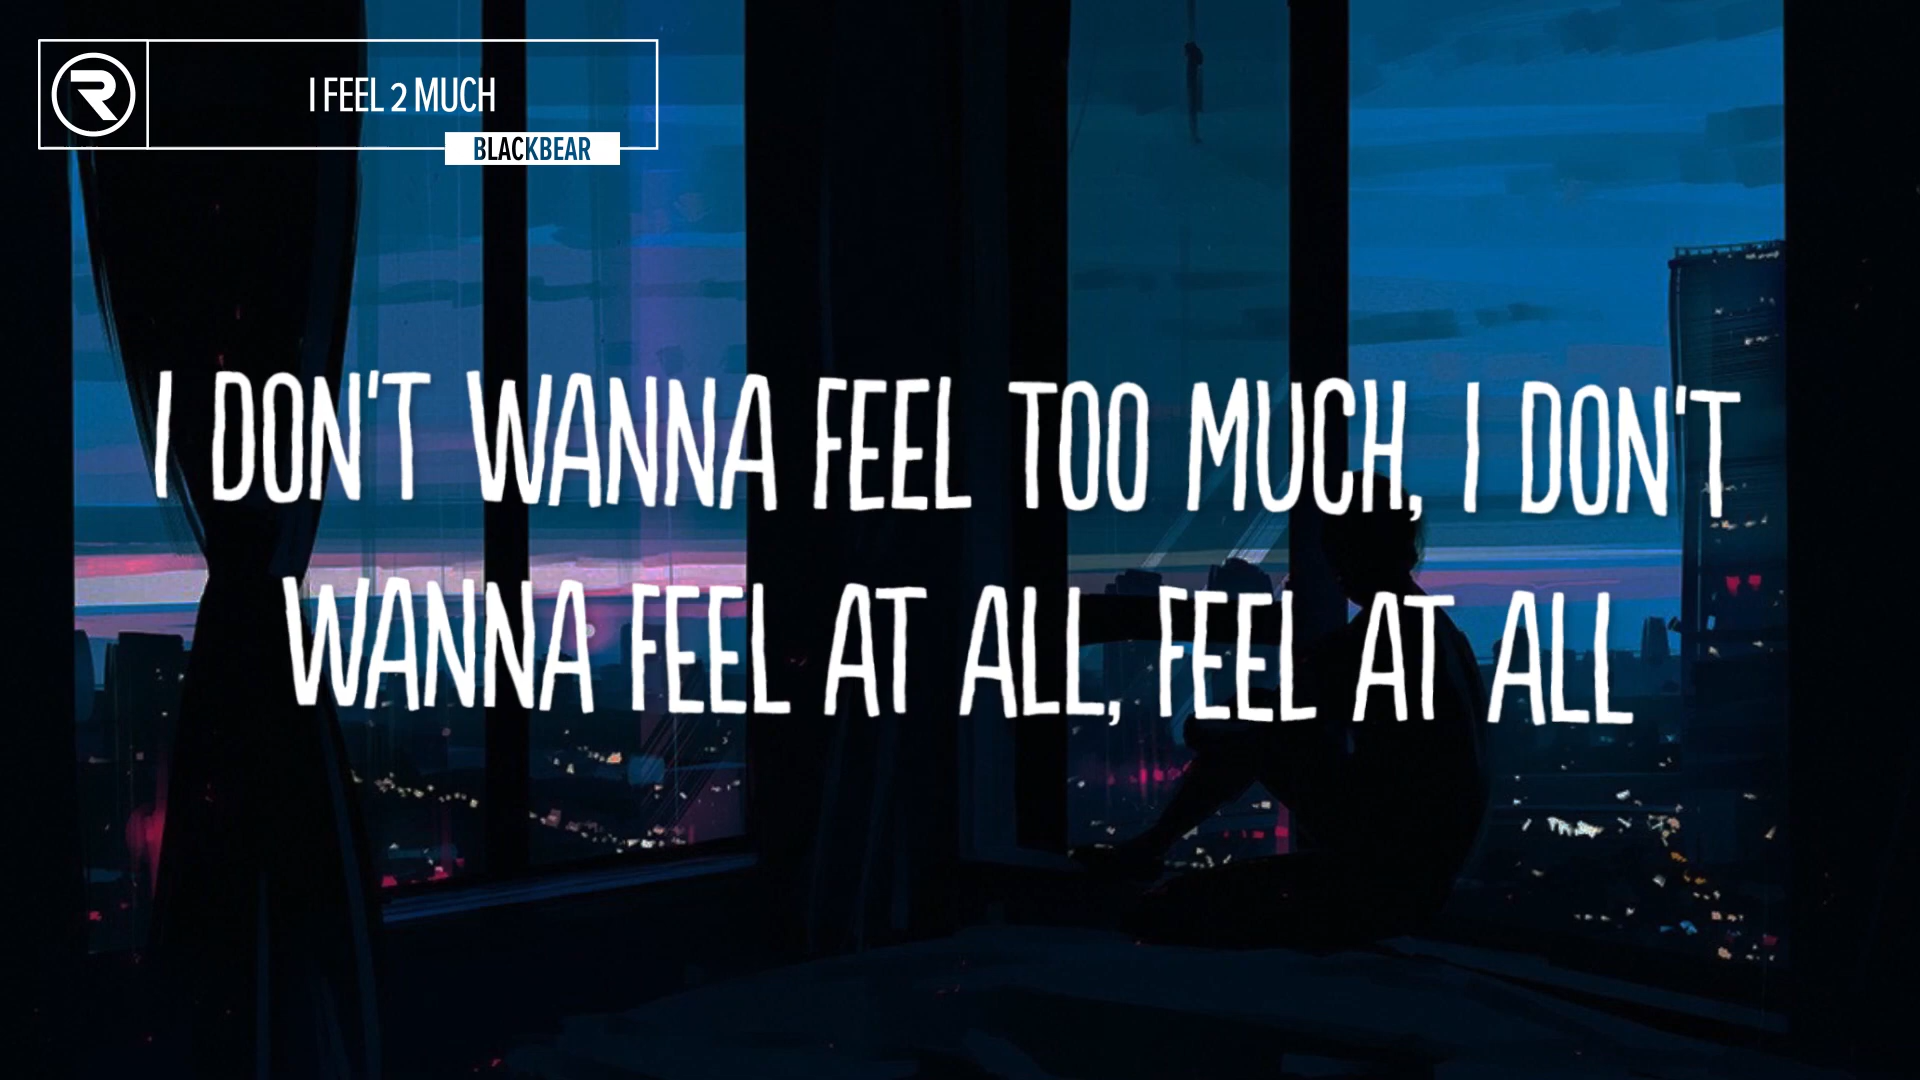 R
I FEEL 2 MUCH
BLACKBEAR
I DON'T WANNA FEEL TOO MUCH, I DON'T
WANNA FEEL AT ALL, FEEL AT ALL